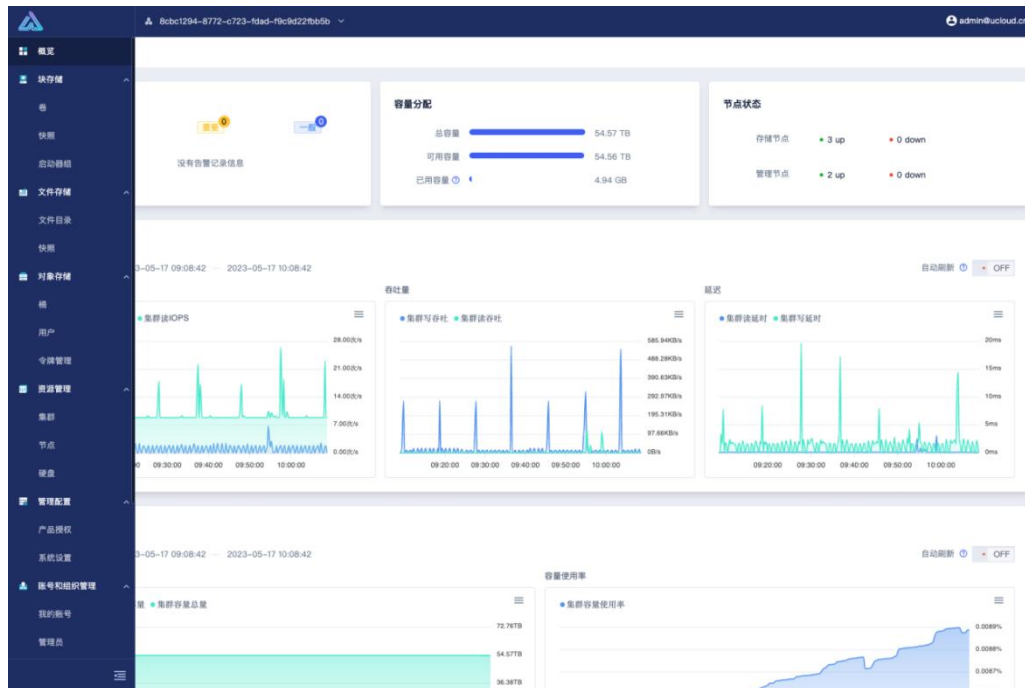 8cbc1294-8772-c723-fdad-f9c9d22fbb5b
admin@ucloud.cn
概览
块存储
卷
快照
启动器组
文件存储
文件目录
快照
对象存储
桶
用户
令牌管理
资源管理
集群
节点
硬盘
管理配置
产品授权
系统设置
账号和组织管理
我的账号
管理员
0
一般 0
没有告警记录信息
容量分配
总容量 54.57 TB
可用容量 54.56 TB
已用容量 4.94 GB
节点状态
存储节点 3 up 0 down
管理节点 2 up 0 down
3-05-17 09:08:42 — 2023-05-17 10:08:42
自动刷新 OFF
集群读IOPS
28.00次/s
21.00次/s
14.00次/s
7.00次/s
0.00次/s
09:30:00 09:40:00 09:50:00 10:00:00
吞吐量
集群写吞吐 集群读吞吐
585.94KB/s
488.28KB/s
390.63KB/s
292.97KB/s
195.31KB/s
97.66KB/s
0B/s
09:20:00 09:30:00 09:40:00 09:50:00 10:00:00
延迟
集群读延时 集群写延时
20ms
15ms
10ms
5ms
0ms
09:20:00 09:30:00 09:40:00 09:50:00 10:00:00
3-05-17 09:08:42 — 2023-05-17 10:08:42
自动刷新 OFF
量 集群容量总量
72.76TB
54.57TB
36.38TB
容量使用率
集群容量使用率
0.0089%
0.0088%
0.0087%